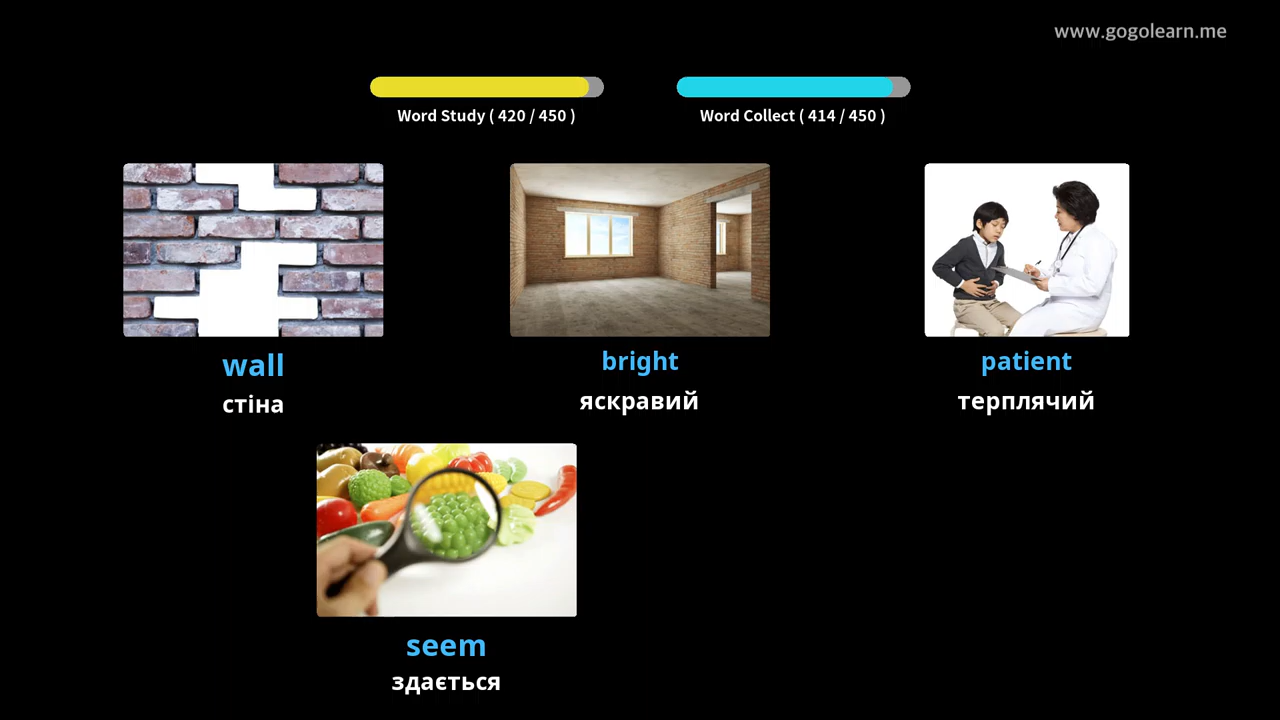 www.gogolearn.me
Word Study ( 420 / 450 )
Word Collect ( 414 / 450 )
wall
стіна
bright
яскравий
patient
терплячий
seem
здається